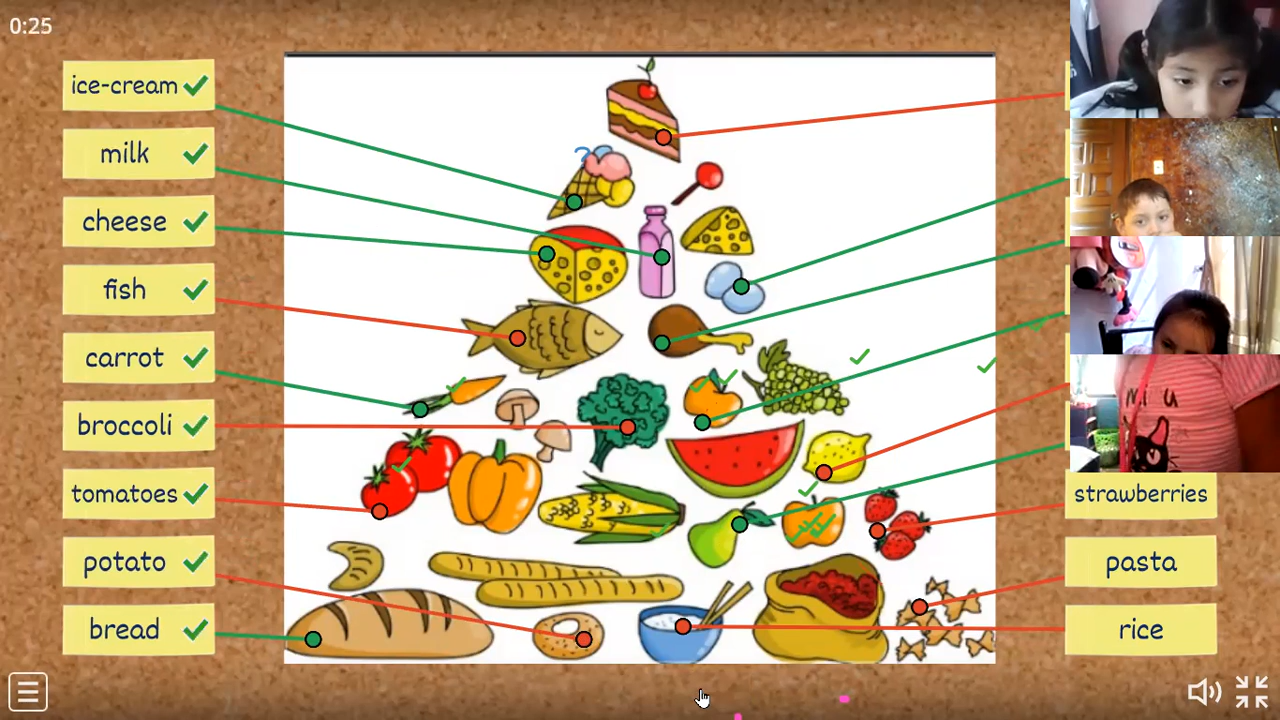 0:25
ice-cream
milk
cheese
fish
carrot
broccoli
tomatoes
potato
bread
strawberries
pasta
rice